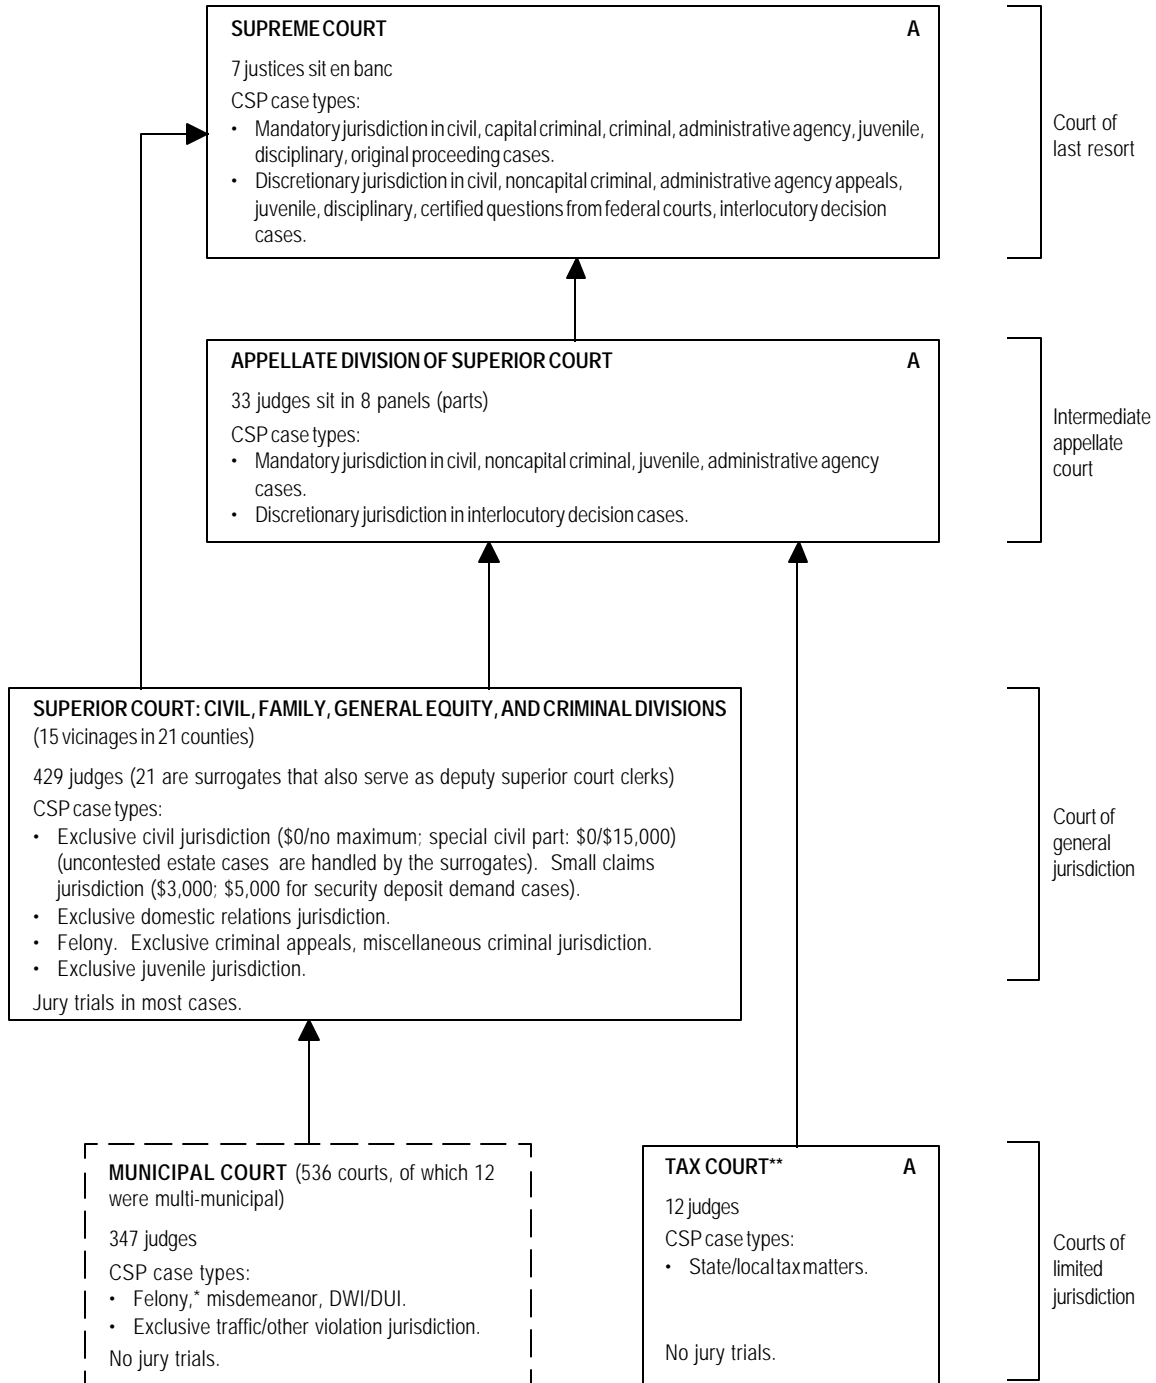 SUPREME COURT A
7 justices sit en banc
CSP case types:
• Mandatory jurisdiction in civil, capital criminal, criminal, administrative agency, juvenile,
disciplinary, original proceeding cases.
• Discretionary jurisdiction in civil, noncapital criminal, administrative agency appeals,
juvenile, disciplinary, certified questions from federal courts, interlocutory decision
cases.
Court of
last resort
APPELLATE DIVISION OF SUPERIOR COURT A
33 judges sit in 8 panels (parts)
CSP case types:
• Mandatory jurisdiction in civil, noncapital criminal, juvenile, administrative agency
cases.
• Discretionary jurisdiction in interlocutory decision cases.
Intermediate
appellate
court
SUPERIOR COURT: CIVIL, FAMILY, GENERAL EQUITY, AND CRIMINAL DIVISIONS
(15 vicinages in 21 counties)
429 judges (21 are surrogates that also serve as deputy superior court clerks)
CSP case types:
• Exclusive civil jurisdiction ($0/no maximum; special civil part: $0/$15,000)
(uncontested estate cases are handled by the surrogates). Small claims
jurisdiction ($3,000; $5,000 for security deposit demand cases).
• Exclusive domestic relations jurisdiction.
• Felony. Exclusive criminal appeals, miscellaneous criminal jurisdiction.
• Exclusive juvenile jurisdiction.
Jury trials in most cases.
Court of
general
jurisdiction
MUNICIPAL COURT (536 courts, of which 12
were multi-municipal)
347 judges
CSP case types:
• Felony,* misdemeanor, DWI/DUI.
• Exclusive traffic/other violation jurisdiction.
No jury trials.
TAX COURT** A
12 judges
CSP case types:
• State/local tax matters.
No jury trials.
Courts of
limited
jurisdiction